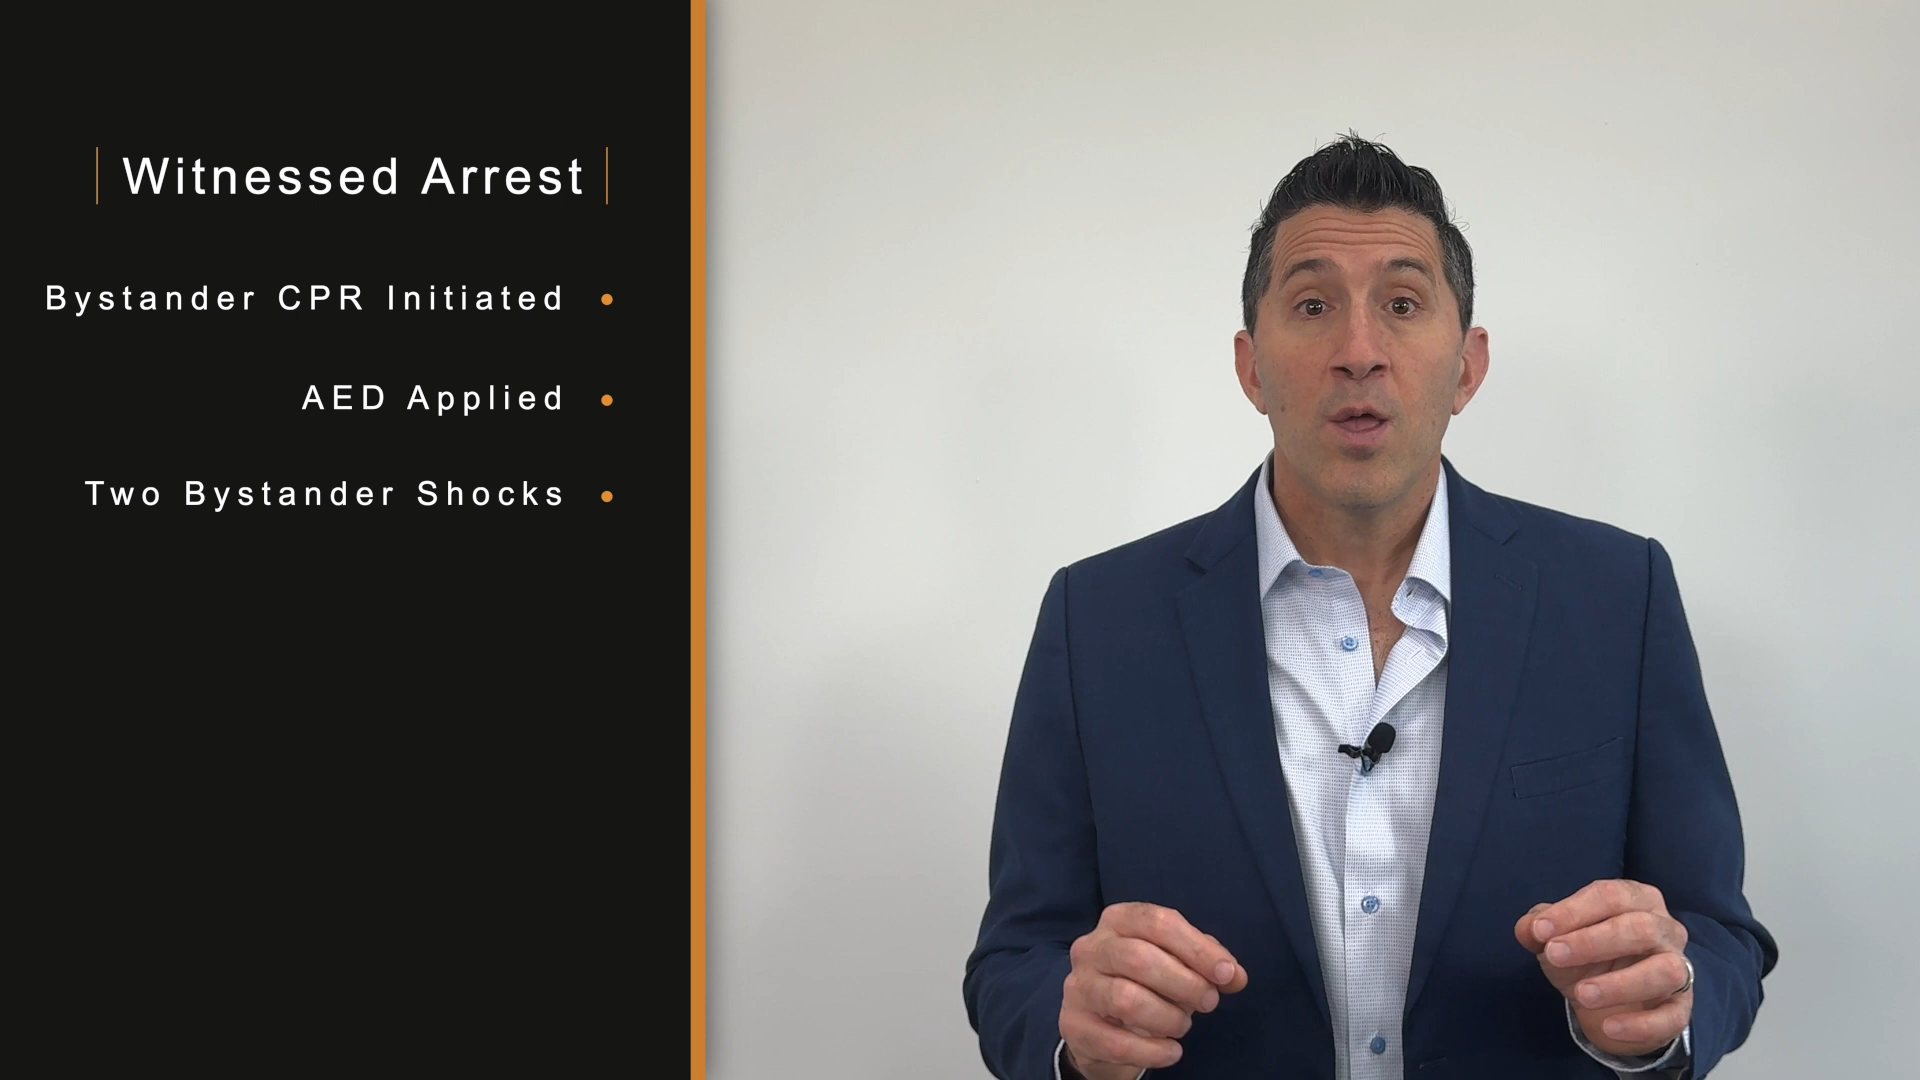 Witnessed Arrest
Bystander CPR Initiated
AED Applied
Two Bystander Shocks